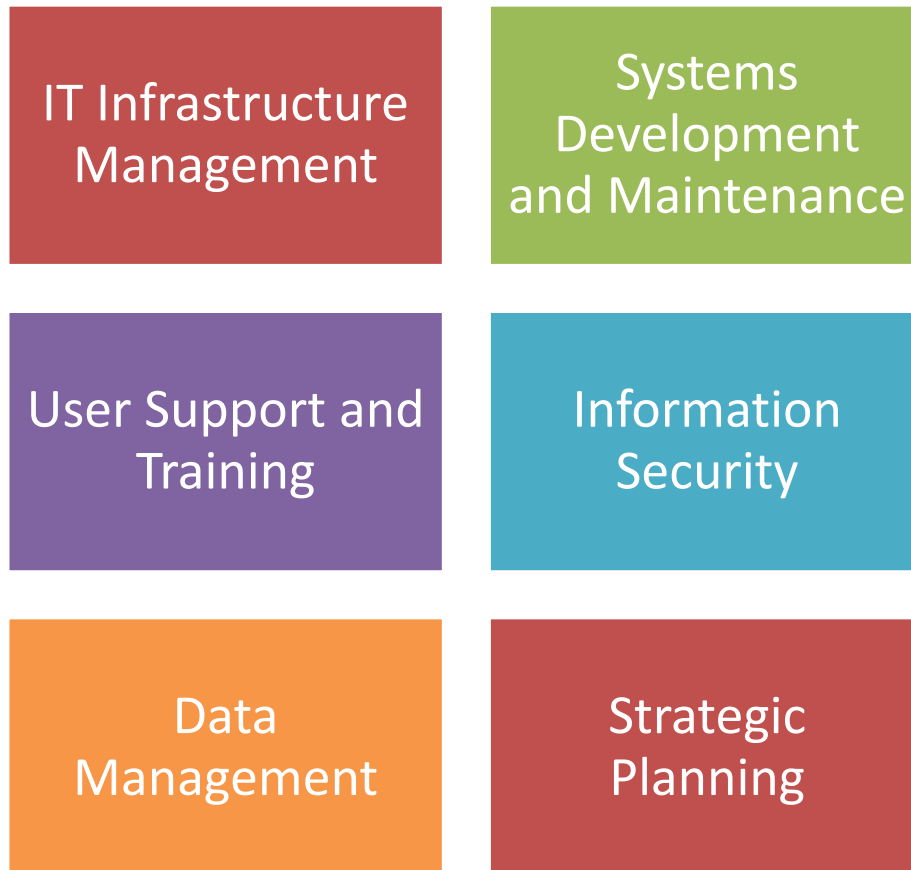 IT Infrastructure
Management
Systems
Development
and Maintenance
User Support and
Training
Information
Security
Data
Management
Strategic
Planning